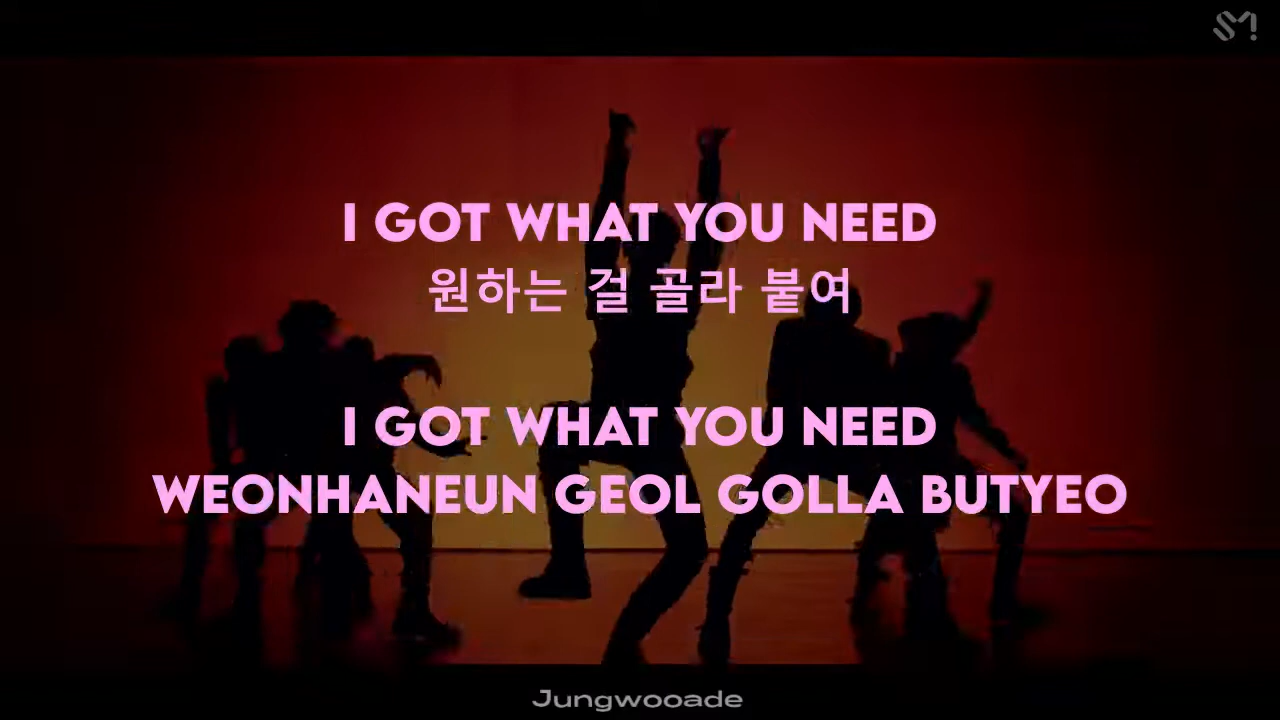 SM!
I GOT WHAT YOU NEED
원하는 걸 골라 붙여
I GOT WHAT YOU NEED
WEONHANEUN GEOL GOLLA BUTYEO
Jungwooade